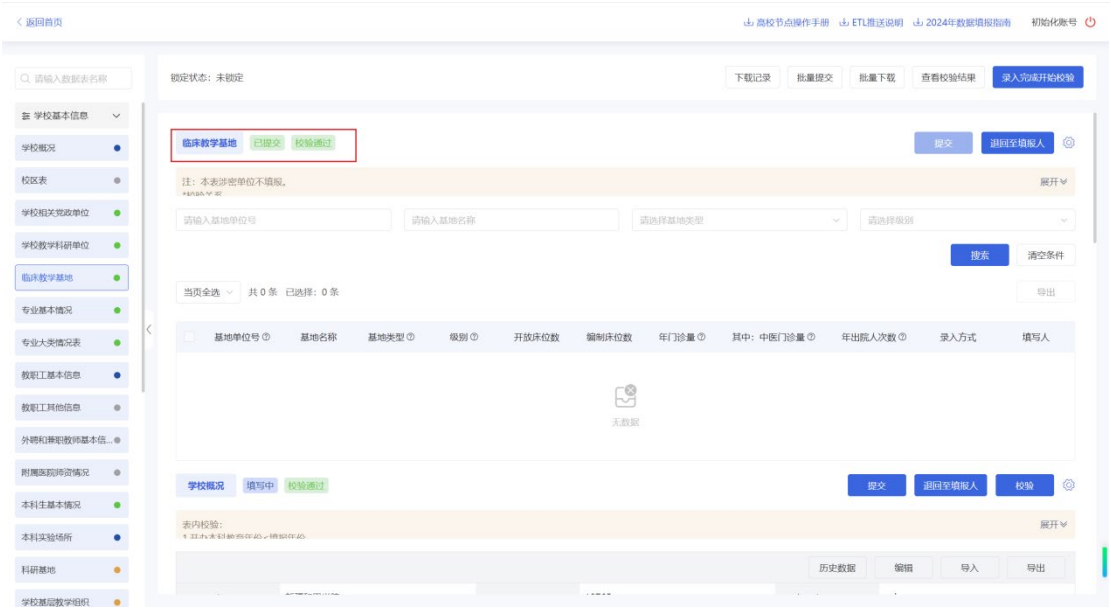 返回首页
高校节点操作手册 ETL推送说明 2024年数据填报指南 初始化账号
请输入数据表名称
学校基本信息
学校概况
校区表
学校相关党政单位
学校教学科研单位
临床教学基地
专业基本情况
专业大类情况表
教职工基本信息
教职工其他信息
外聘和兼职教师基本信...
附属医院师资情况
本科生基本情况
本科实验场所
科研基地
学校基层教学组织
锁定状态：未锁定
下载记录 批量提交 批量下载 查看校验结果 录入完成开始校验
临床教学基地 已提交 校验通过
提交 退回至填报人
注：本表涉密单位不填报。
展开
请输入基地单位号 请输入基地名称 请选择基地类型 请选择级别
搜索 清空条件
当页全选 共 0 条 已选择：0 条
导出
基地单位号 基地名称 基地类型 级别 开放床位数 编制床位数 年门诊量 其中：中医门诊量 年出院人次数 录入方式 填写人
无数据
学校概况 填写中 校验通过
提交 退回至填报人 校验
表内校验：
展开
1.开办本科教育年份<填报年份
历史数据 编辑 导入 导出